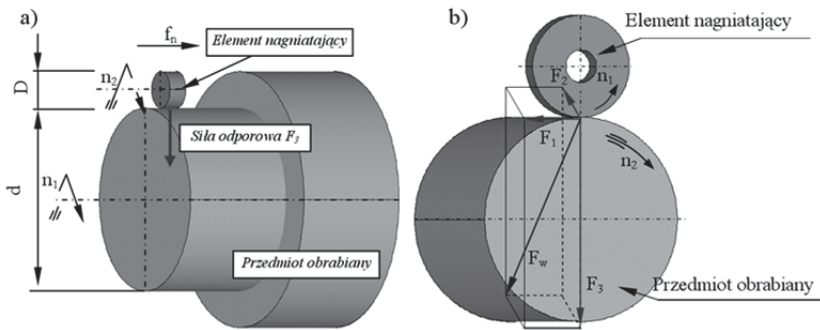 a)
f_n
Element nagniatający
n_2
D
Siła odporowa F_3
d
n_1
Przedmiot obrabiany
b)
Element nagniatający
F_2
n_1
F_1
n_2
F_w
F_3
Przedmiot obrabiany